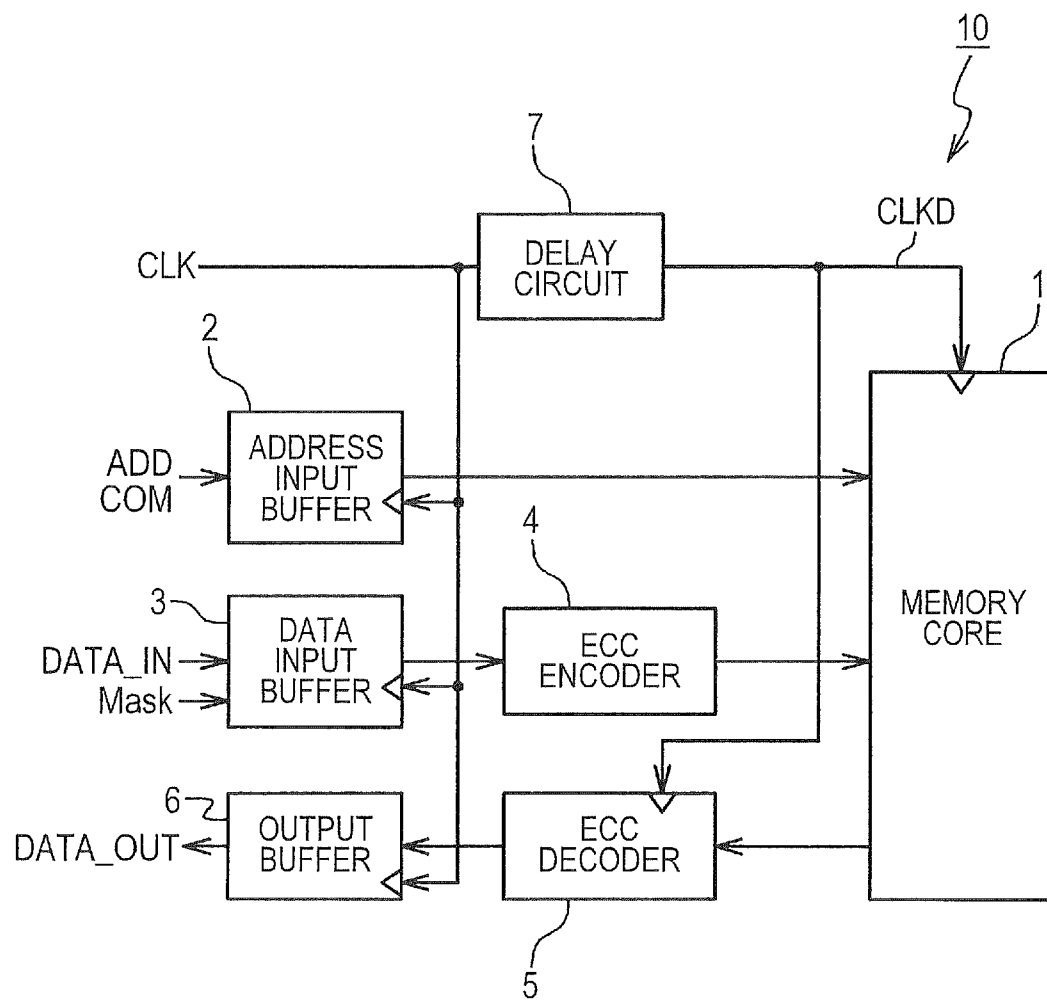 10
7
DELAY
CIRCUIT
CLKD
CLK
1
2
ADDRESS
INPUT
BUFFER
ADD
COM
4
3
DATA
INPUT
BUFFER
DATA_IN
Mask
ECC
ENCODER
MEMORY
CORE
6
OUTPUT
BUFFER
DATA_OUT
ECC
DECODER
5